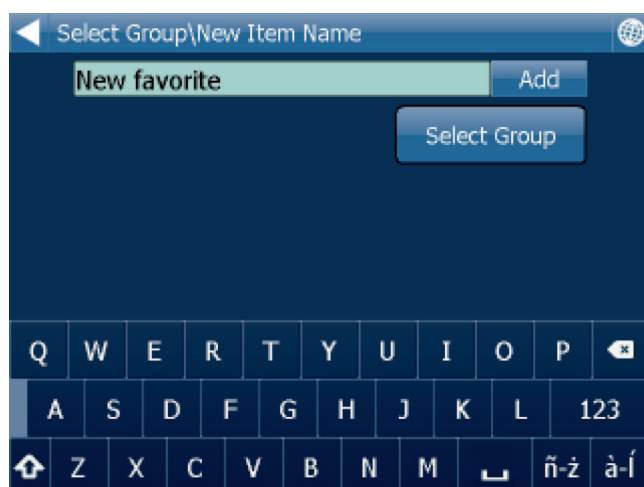 Select Group\New Item Name
New favorite Add
Select Group
Q W E R T Y U I O P
A S D F G H J K L 123
Z X C V B N M ñ-ż à-Í